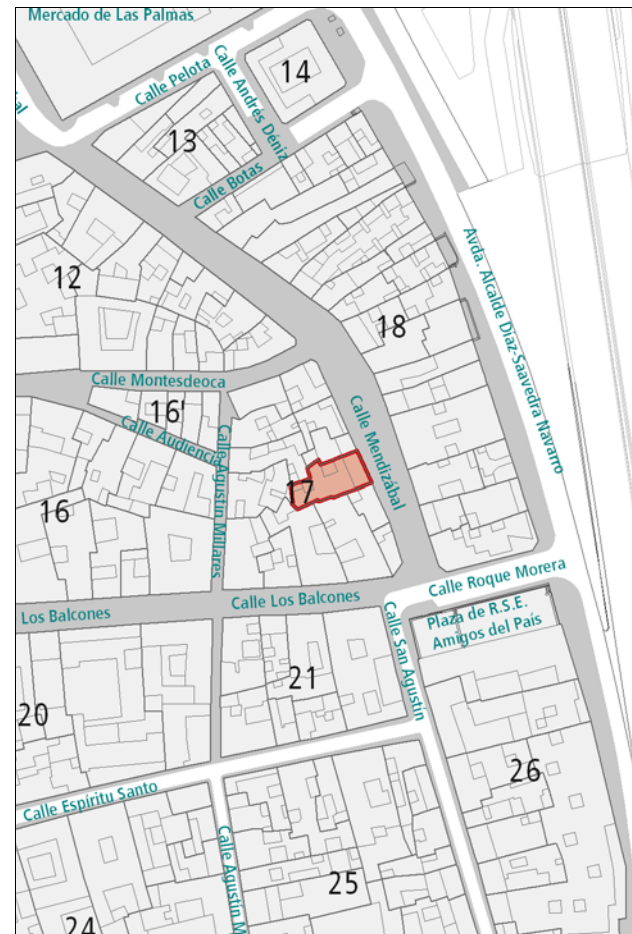 Mercado de Las Palmas
Calle Pelota
Calle Andrés Déniz
14
13
Calle Botas
12
18
Avda. Alcalde Díaz-Saavedra Navarro
Calle Montesdeoca
16'
Calle Audiencia
Calle Agustín Millares
Calle Mendizábal
17
16
Calle Roque Morera
Los Balcones
Calle Los Balcones
Plaza de R.S.E.
Amigos del País
Calle San Agustín
21
20
26
Calle Espíritu Santo
Calle Agustín M
25
24